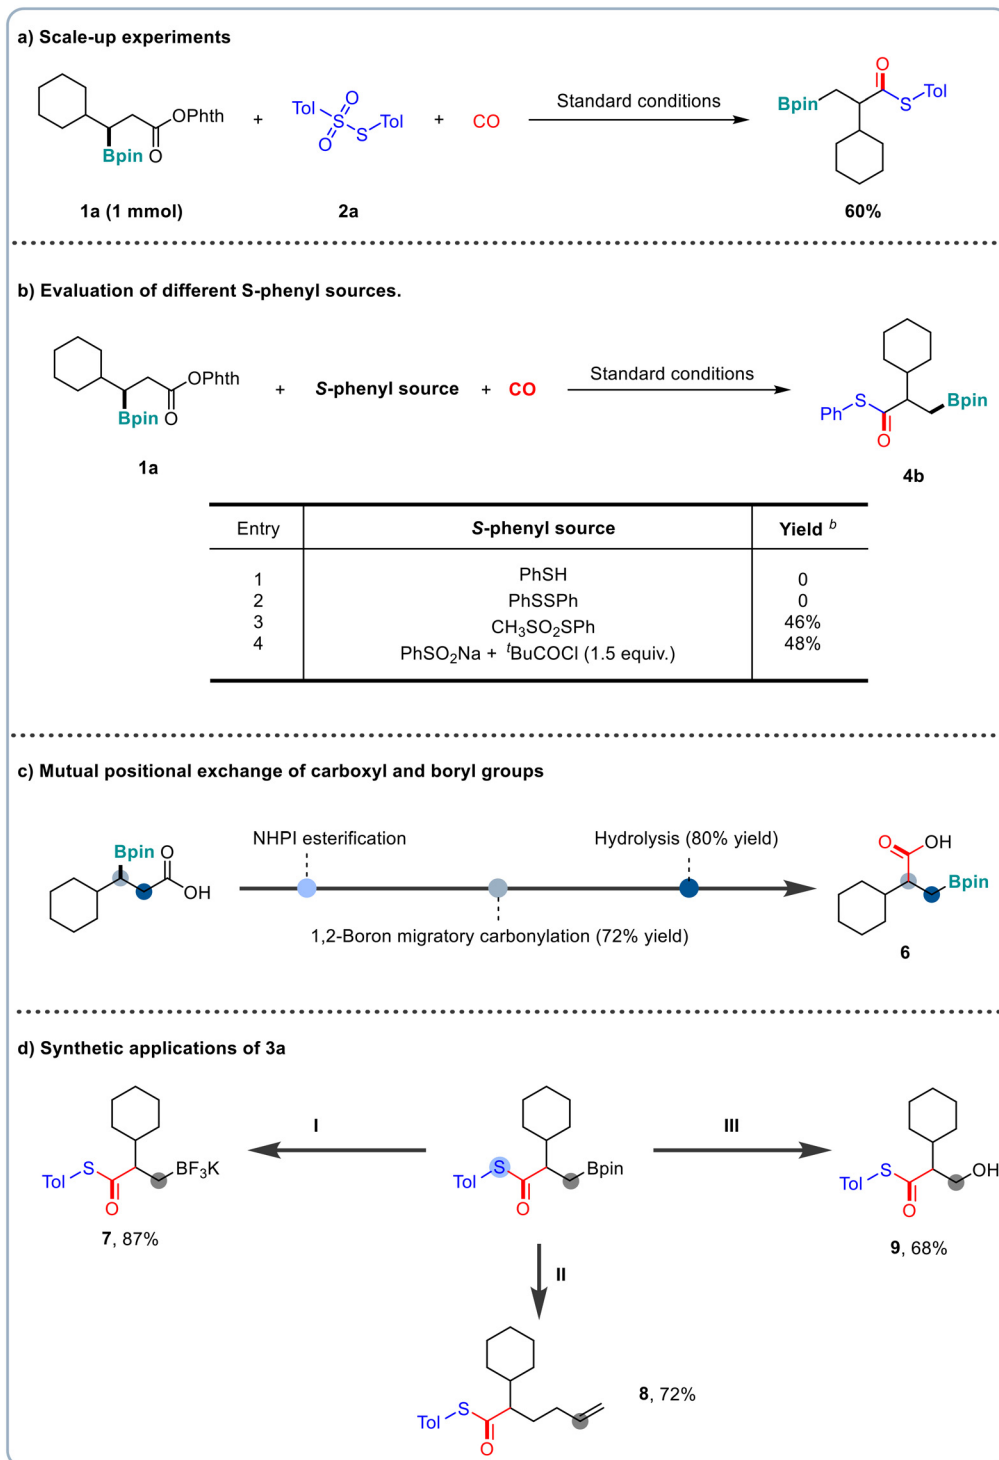 a) Scale-up experiments
OPhth
O
Bpin
1a (1 mmol)
+
Tol
O
S
O
S
Tol
2a
+
CO
Standard conditions
O
Bpin
S
Tol
60%
b) Evaluation of different S-phenyl sources.
OPhth
O
Bpin
1a
+
S-phenyl source
+
CO
Standard conditions
Ph
S
O
Bpin
4b
Entry S-phenyl source Yield b
1 PhSH 0
2 PhSSPh 0
3 CH3SO2SPh 46%
4 PhSO2Na + tBuCOCl (1.5 equiv.) 48%
c) Mutual positional exchange of carboxyl and boryl groups
Bpin
O
OH
NHPI esterification
Hydrolysis (80% yield)
1,2-Boron migratory carbonylation (72% yield)
O
OH
Bpin
6
d) Synthetic applications of 3a
Tol
S
O
BF3K
7, 87%
I
Tol
S
O
Bpin
III
Tol
S
O
OH
9, 68%
II
Tol
S
O
8, 72%